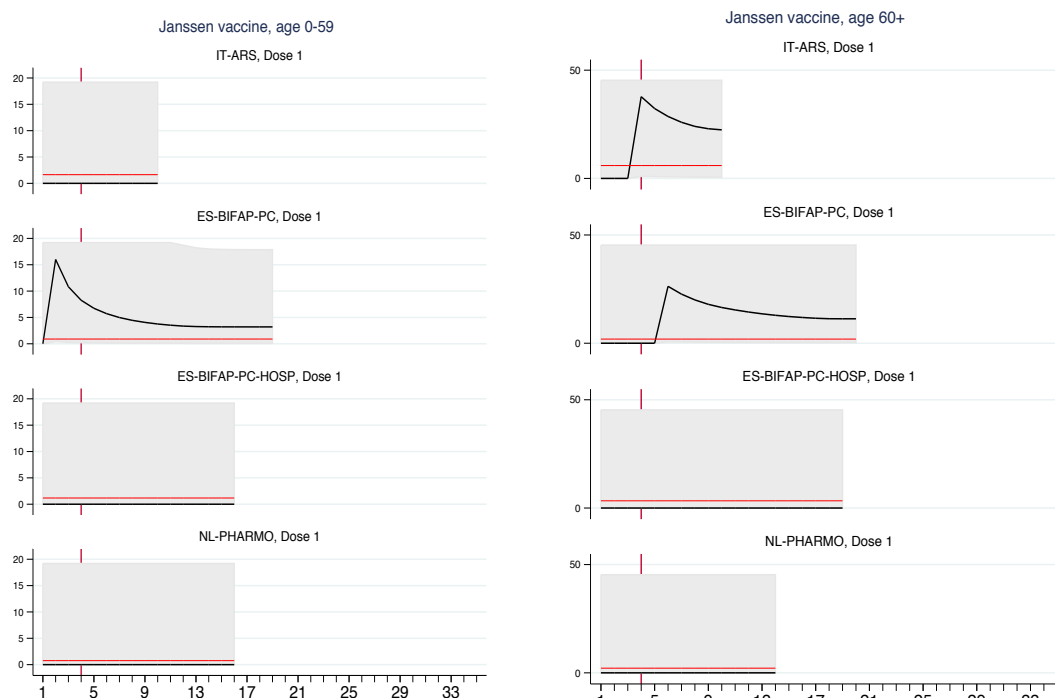 Janssen vaccine, age 0-59
IT-ARS, Dose 1
20
15
10
5
0
ES-BIFAP-PC, Dose 1
20
15
10
5
0
ES-BIFAP-PC-HOSP, Dose 1
20
15
10
5
0
NL-PHARMO, Dose 1
20
15
10
5
0
1 5 9 13 17 21 25 29 33
Janssen vaccine, age 60+
IT-ARS, Dose 1
50
0
ES-BIFAP-PC, Dose 1
50
0
ES-BIFAP-PC-HOSP, Dose 1
50
0
NL-PHARMO, Dose 1
50
0